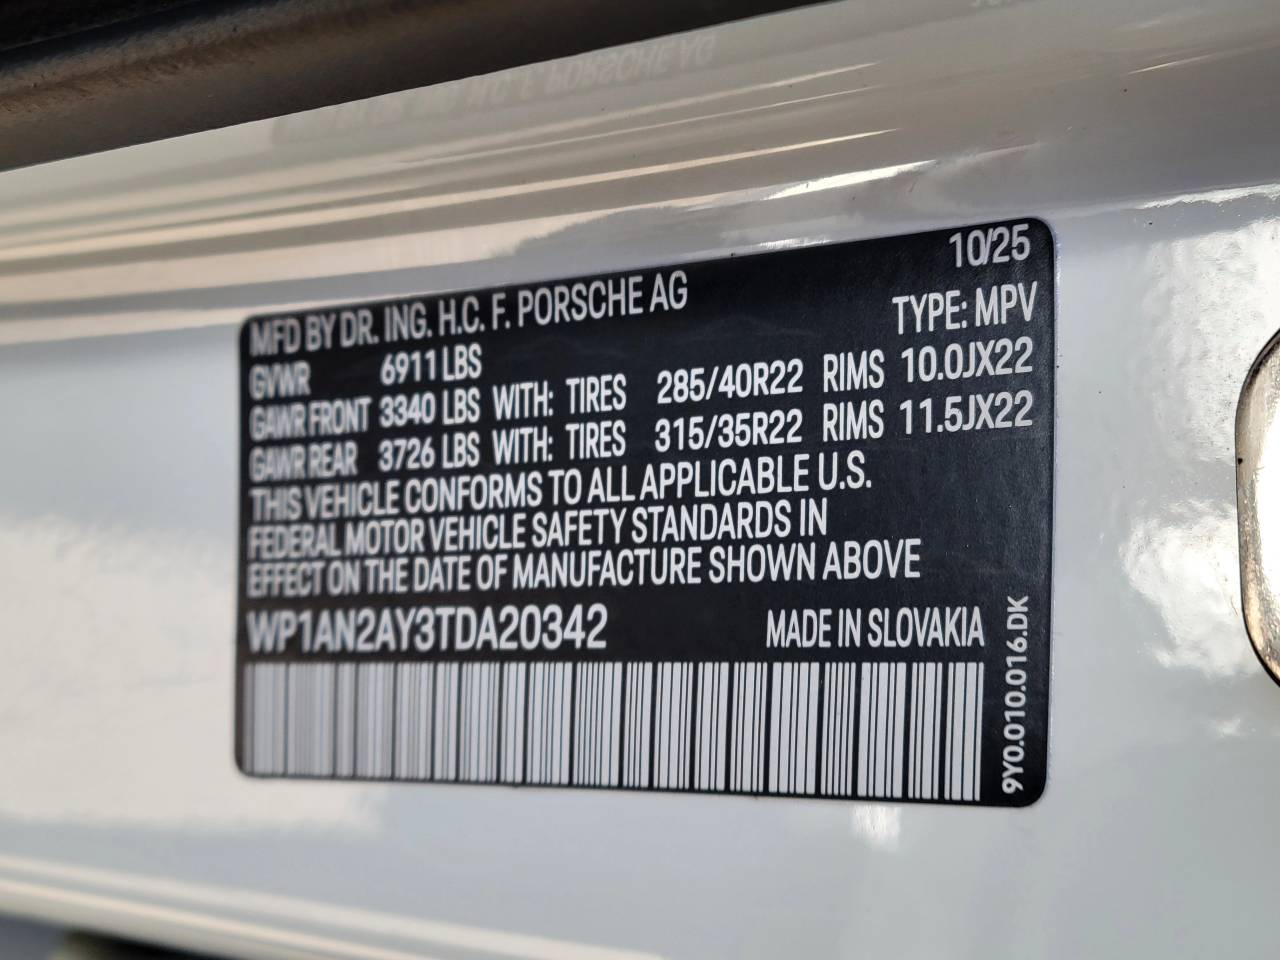 10/25
MFD BY DR. ING. H.C. F. PORSCHE AG
TYPE: MPV
GVWR 6911 LBS
GAWR FRONT 3340 LBS WITH: TIRES 285/40R22 RIMS 10.0JX22
GAWR REAR 3726 LBS WITH: TIRES 315/35R22 RIMS 11.5JX22
THIS VEHICLE CONFORMS TO ALL APPLICABLE U.S.
FEDERAL MOTOR VEHICLE SAFETY STANDARDS IN
EFFECT ON THE DATE OF MANUFACTURE SHOWN ABOVE
WP1AN2AY3TDA20342 MADE IN SLOVAKIA
9Y0.010.016.DK